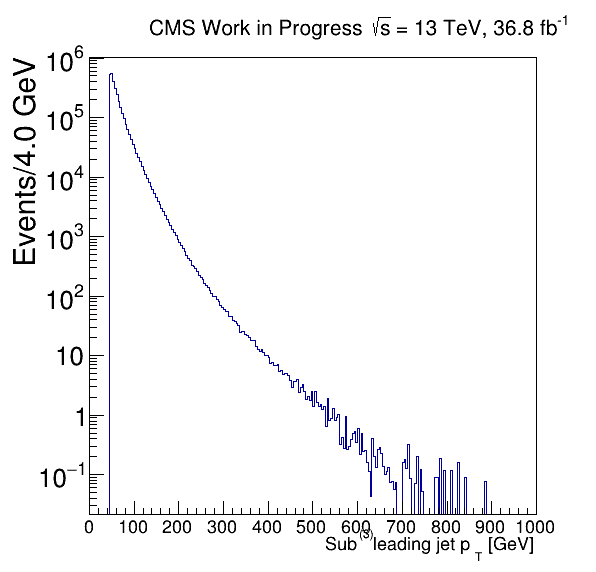 CMS Work in Progress √s = 13 TeV, 36.8 fb⁻¹
Events/4.0 GeV
10⁶
10⁵
10⁴
10³
10²
10
1
10⁻¹
0 100 200 300 400 500 600 700 800 900 1000
Sub⁽³⁾leading jet p_T [GeV]